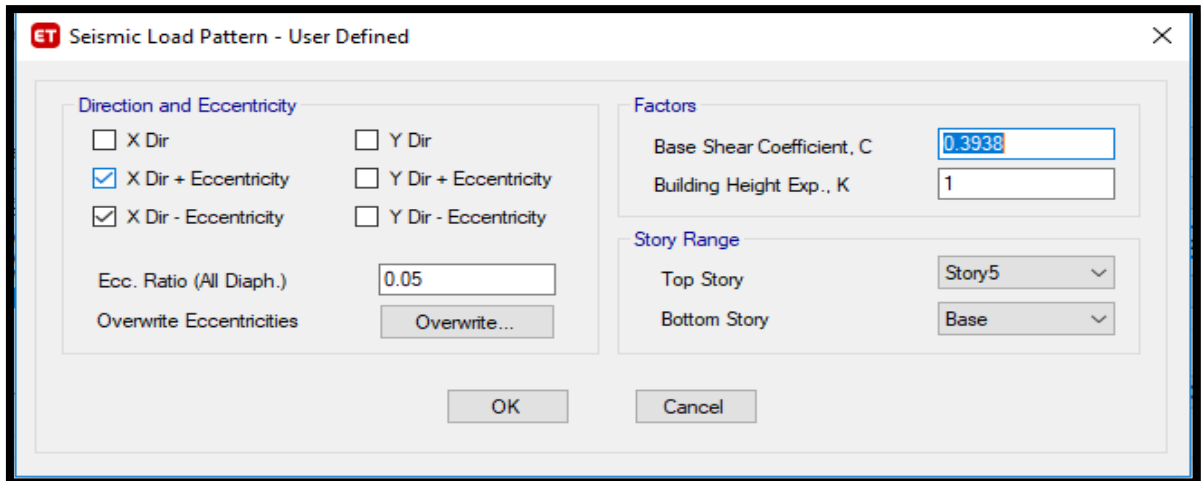 ET Seismic Load Pattern - User Defined
Direction and Eccentricity
X Dir
Y Dir
X Dir + Eccentricity
Y Dir + Eccentricity
X Dir - Eccentricity
Y Dir - Eccentricity
Ecc. Ratio (All Diaph.) 0.05
Overwrite Eccentricities Overwrite...
Factors
Base Shear Coefficient, C 0.3938
Building Height Exp., K 1
Story Range
Top Story Story5
Bottom Story Base
OK
Cancel